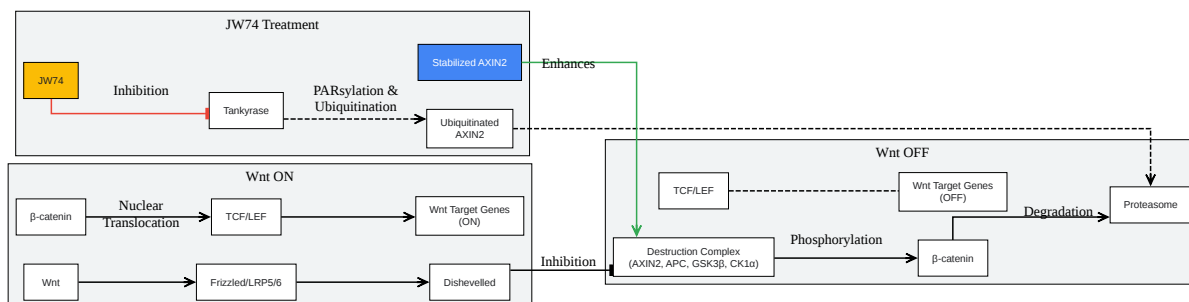 JW74 Treatment
JW74
Inhibition
Tankyrase
PARsylation &
Ubiquitination
Stabilized AXIN2
Enhances
Ubiquitinated
AXIN2
Wnt ON
β-catenin
Nuclear
Translocation
TCF/LEF
Wnt Target Genes
(ON)
Wnt
Frizzled/LRP5/6
Dishevelled
Inhibition
Wnt OFF
TCF/LEF
Wnt Target Genes
(OFF)
Proteasome
Degradation
Destruction Complex
(AXIN2, APC, GSK3β, CK1α)
Phosphorylation
β-catenin